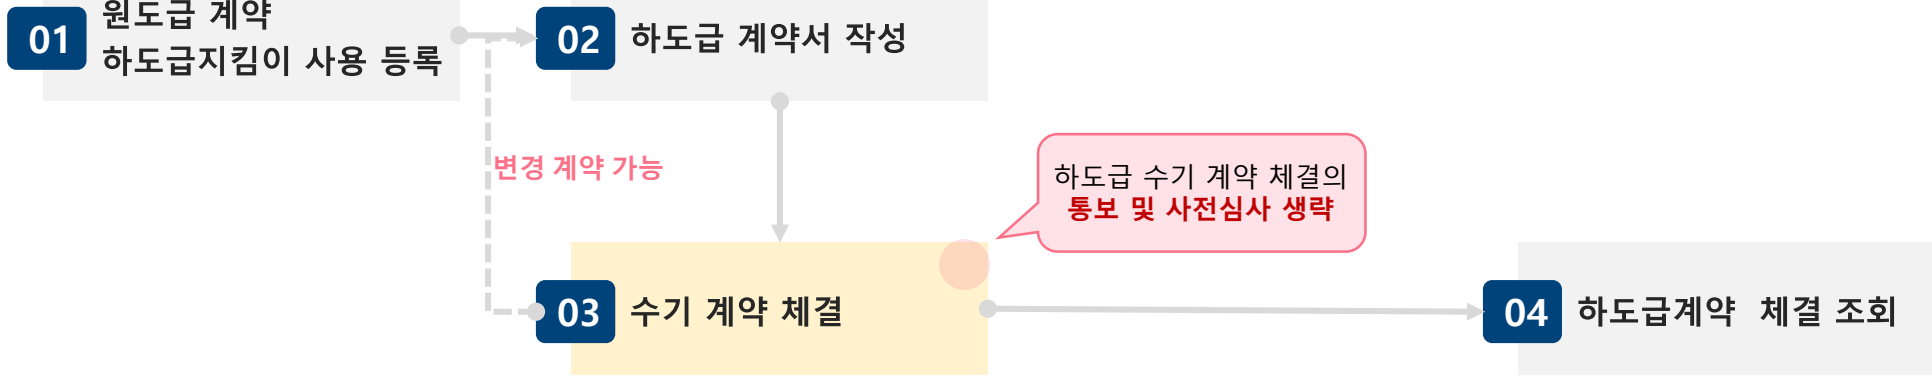 01
원도급 계약
하도급지킴이 사용 등록
02
하도급 계약서 작성
변경 계약 가능
하도급 수기 계약 체결의
통보 및 사전심사 생략
03
수기 계약 체결
04
하도급계약 체결 조회